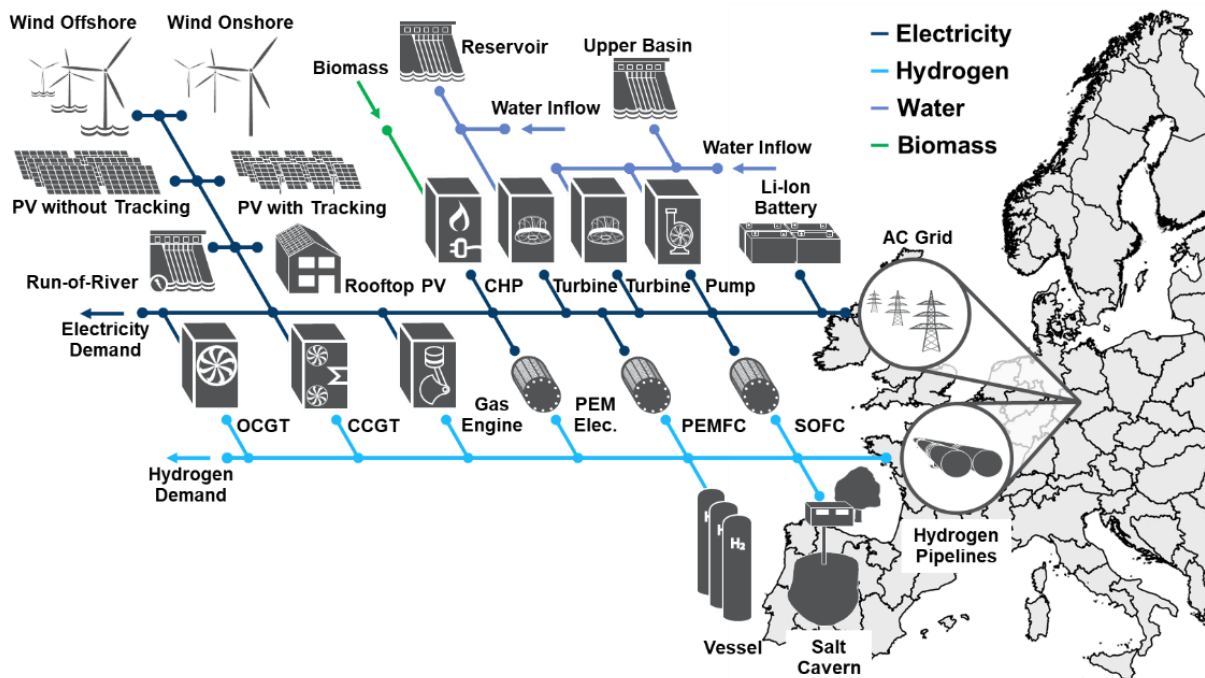 Wind Offshore
Wind Onshore
Reservoir
Upper Basin
Biomass
Water Inflow
Water Inflow
Electricity
Hydrogen
Water
Biomass
PV without Tracking
PV with Tracking
Li-Ion
Battery
AC Grid
Run-of-River
Rooftop PV
CHP
Turbine
Turbine
Pump
Electricity
Demand
OCGT
CCGT
Gas
Engine
PEM
Elec.
PEMFC
SOFC
Hydrogen
Demand
H
H
H₂
Hydrogen
Pipelines
Vessel
Salt
Cavern